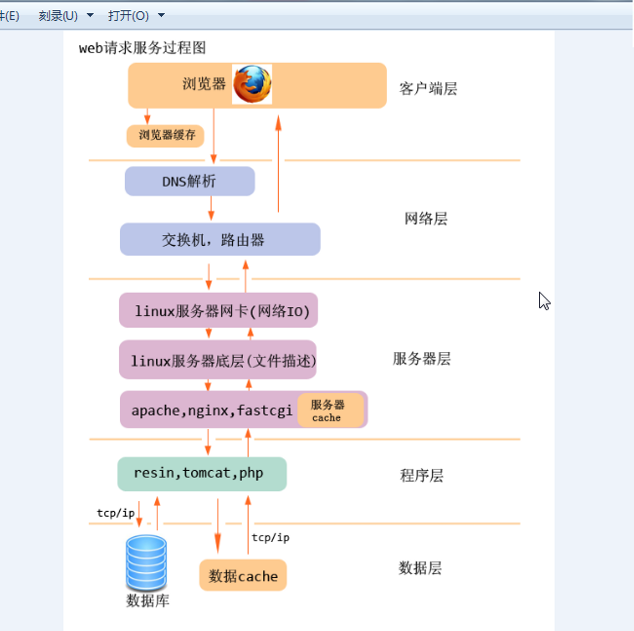 件(E) 刻录(U) 打开(O)
web请求服务过程图
浏览器
客户端层
浏览器缓存
DNS解析
网络层
交换机，路由器
linux服务器网卡(网络IO)
linux服务器底层(文件描述)
服务器层
apache,nginx,fastcgi
服务器
cache
resin,tomcat,php
程序层
tcp/ip
tcp/ip
数据cache
数据层
数据库